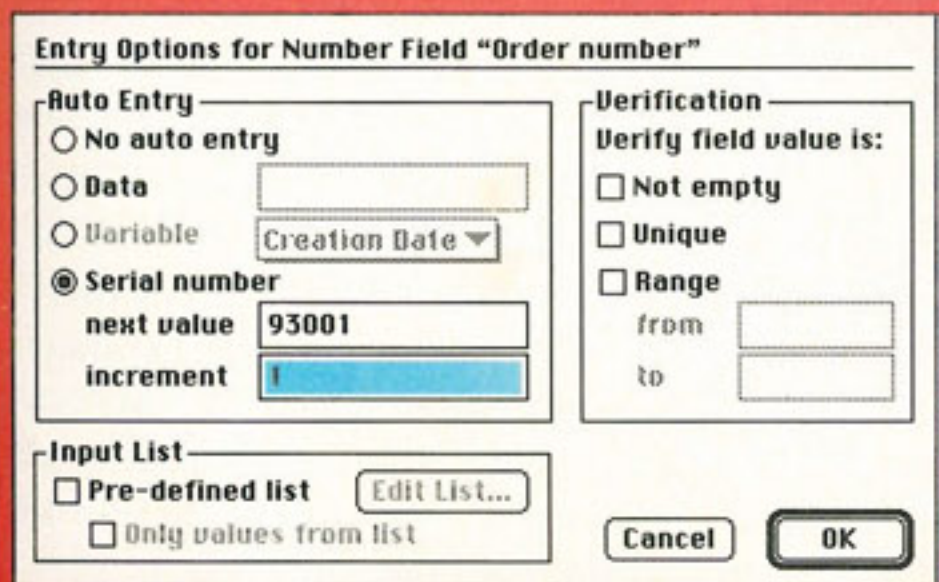 Entry Options for Number Field “Order number”
Auto Entry
No auto entry
Data
Variable Creation Date
Serial number
next value 93001
increment 1
Verification
Verify field value is:
Not empty
Unique
Range
from
to
Input List
Pre-defined list Edit List...
Only values from list
Cancel OK